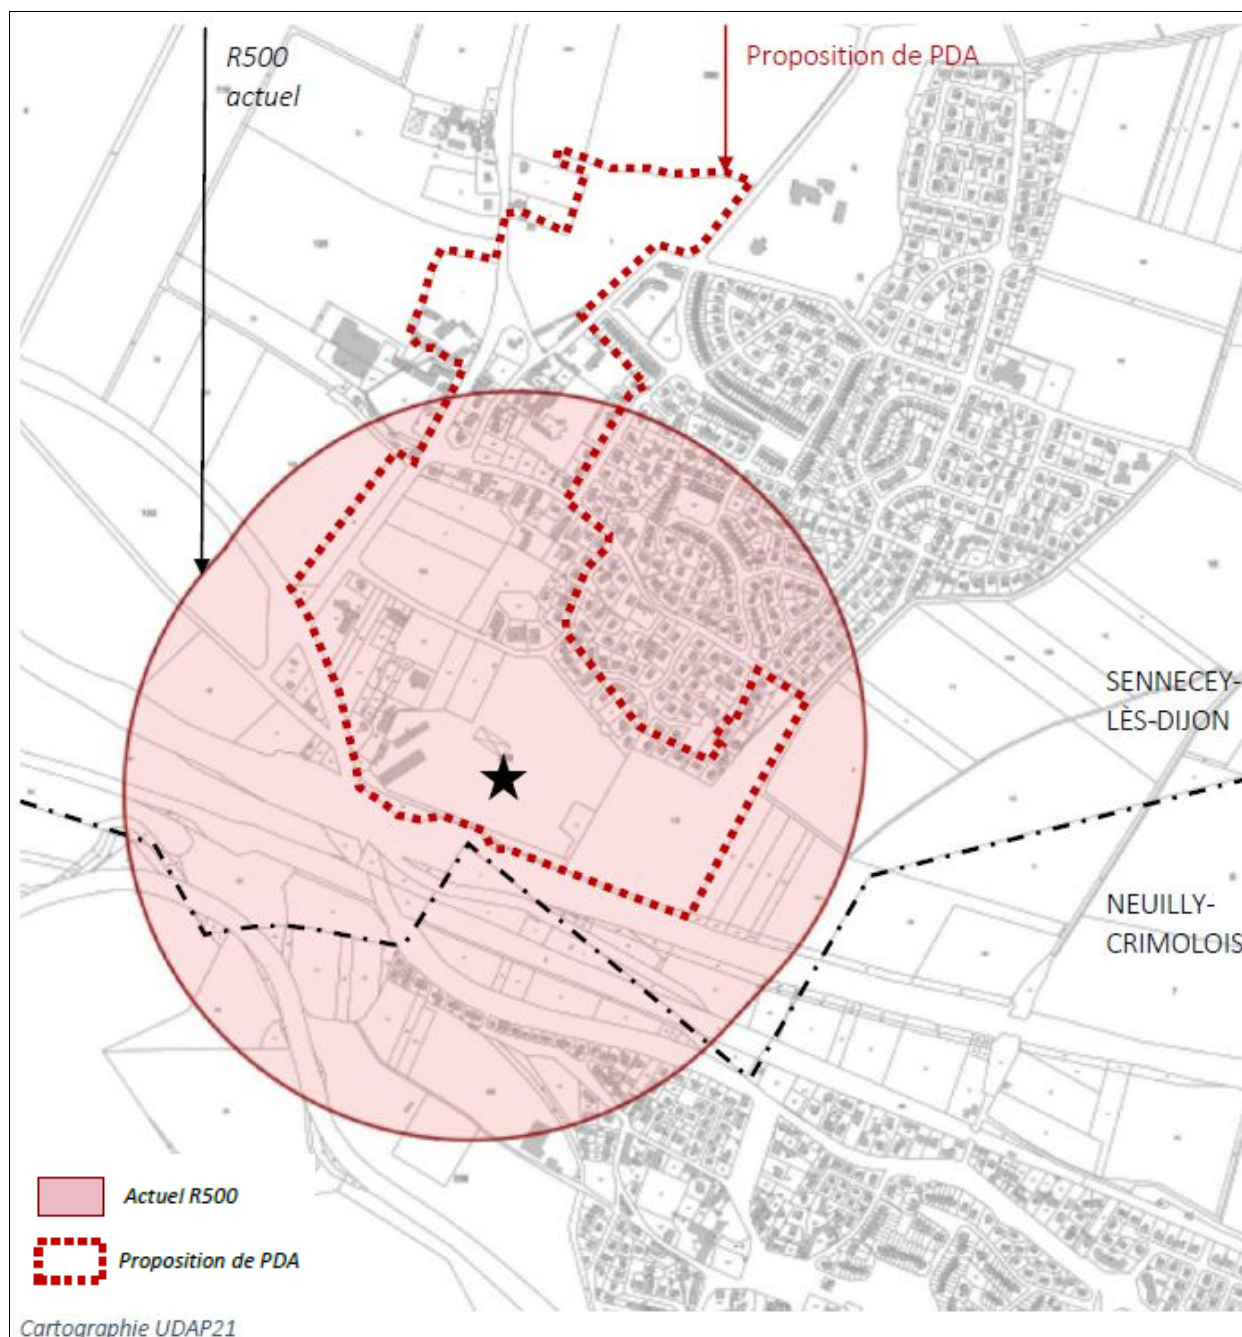 R500
actuel
Proposition de PDA
SENNECEY-
LÈS-DIJON
NEUILLY-
CRIMOLOIS
Actuel R500
Proposition de PDA
Cartographie UDAP21